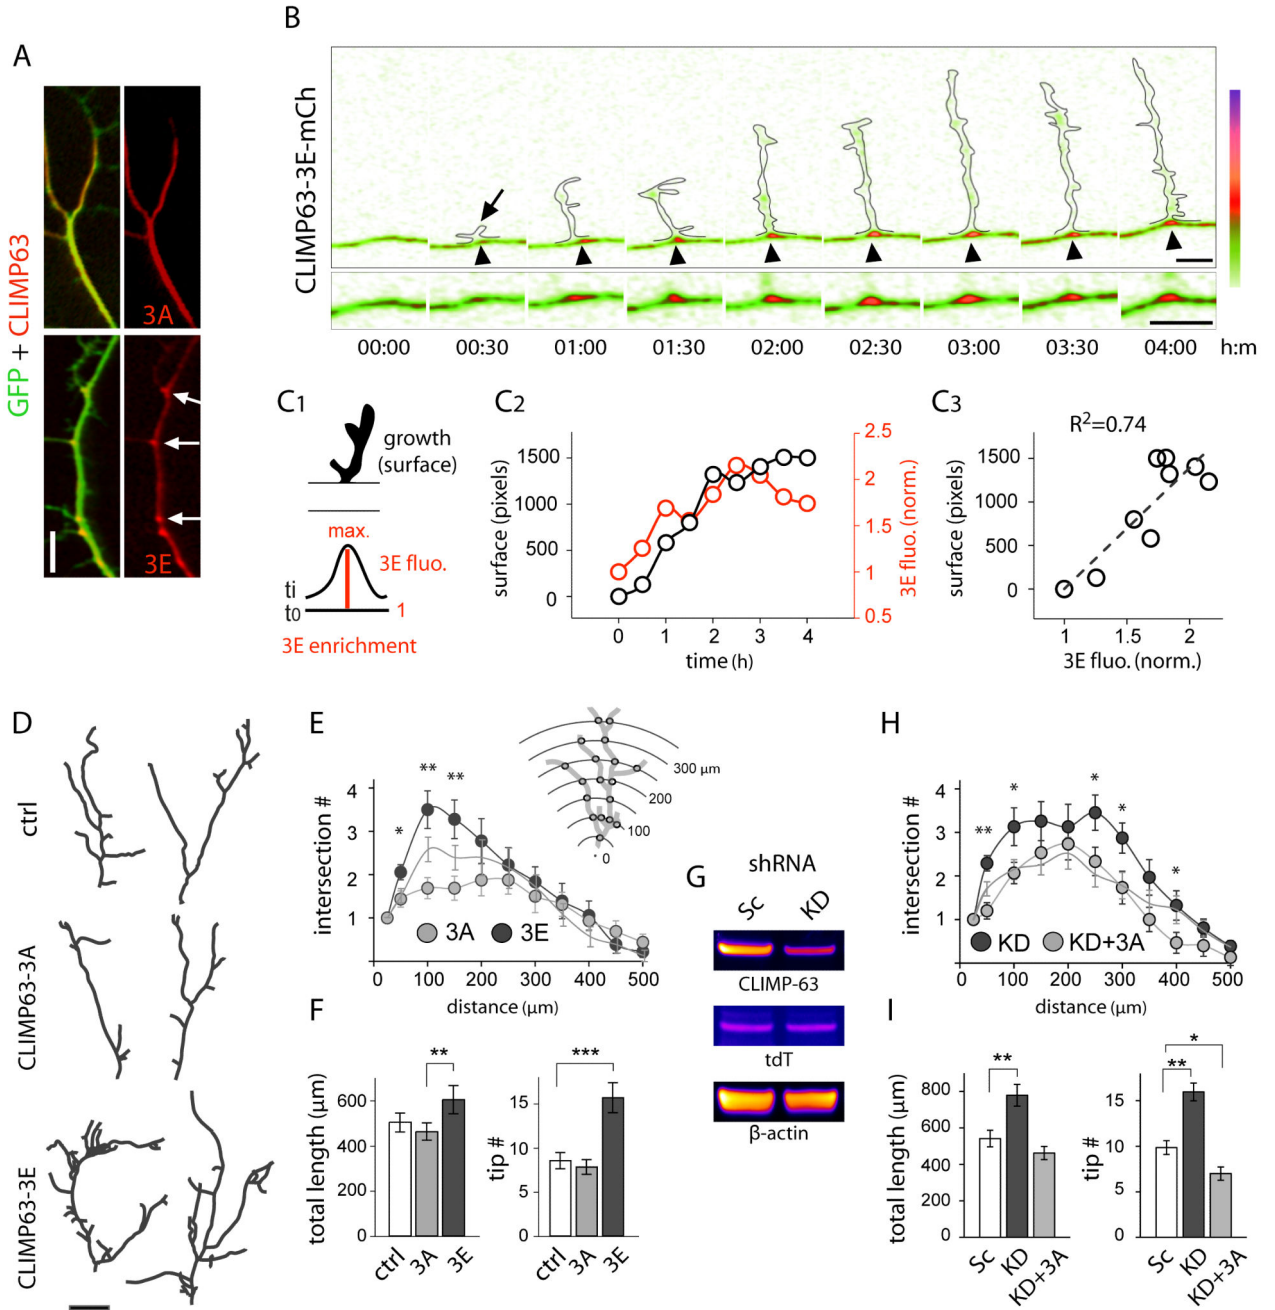 A
GFP + CLIMP63
3A
3E
B
CLIMP63-3E-mCh
00:00 00:30 01:00 01:30 02:00 02:30 03:00 03:30 04:00 h:m
C1
growth
(surface)
max.
3E fluo.
ti
to
1
3E enrichment
C2
surface (pixels)
1500
1000
500
0
2.5
2
1.5
1
0.5
3E fluo. (norm.)
0 1 2 3 4
time (h)
C3
R²=0.74
surface (pixels)
1500
1000
500
0
1 1.5 2
3E fluo. (norm.)
D
ctrl
CLIMP63-3A
CLIMP63-3E
E
intersection #
4
3
2
1
* ** **
300 µm
200
100
0
3A 3E
0 100 200 300 400 500
distance (µm)
F
total length (µm)
600
400
200
0
**
ctrl 3A 3E
tip #
15
10
5
0
***
ctrl 3A 3E
G
shRNA
Sc KD
CLIMP-63
tdT
β-actin
H
intersection #
4
3
2
1
** * * * *
KD KD+3A
0 100 200 300 400 500
distance (µm)
I
total length (µm)
800
600
400
200
0
**
Sc KD KD+3A
tip #
15
10
5
0
*
**
Sc KD KD+3A